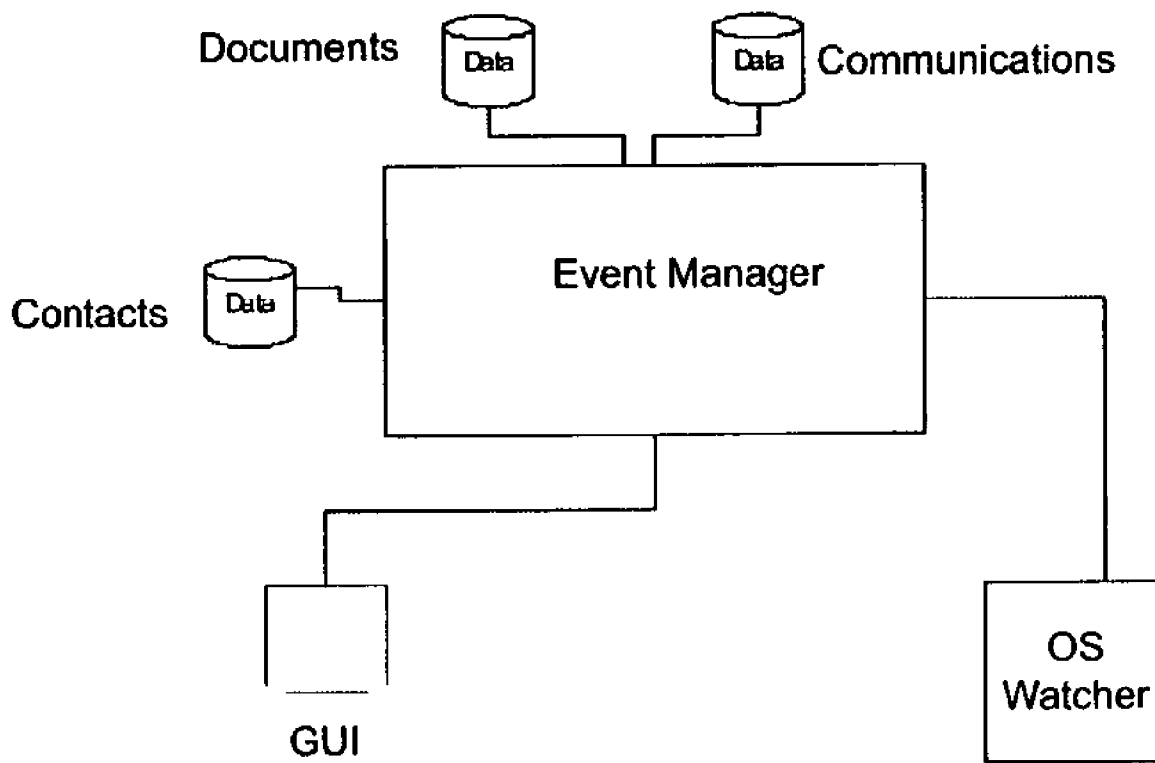 Documents
Data
Data
Communications
Event Manager
Contacts
Data
OS
Watcher
GUI